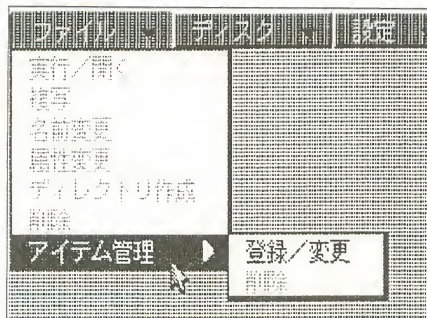 ファイル ディスク 設定
実行／開く
複写
名前変更
属性変更
ディレクトリ作成
削除
アイテム管理
登録／変更
削除